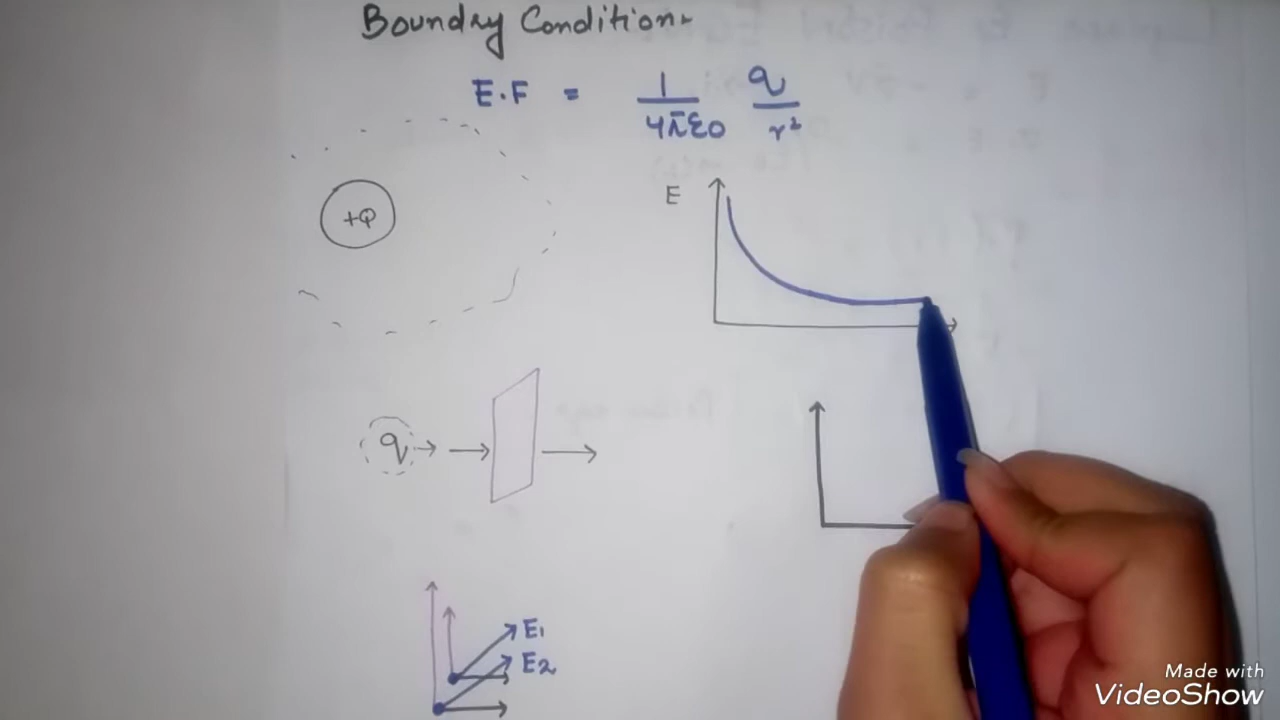 Boundry Condition:-
E.F = 1/4πε0 q/r²
+Q
E
q
E1
E2
Made with
VideoShow